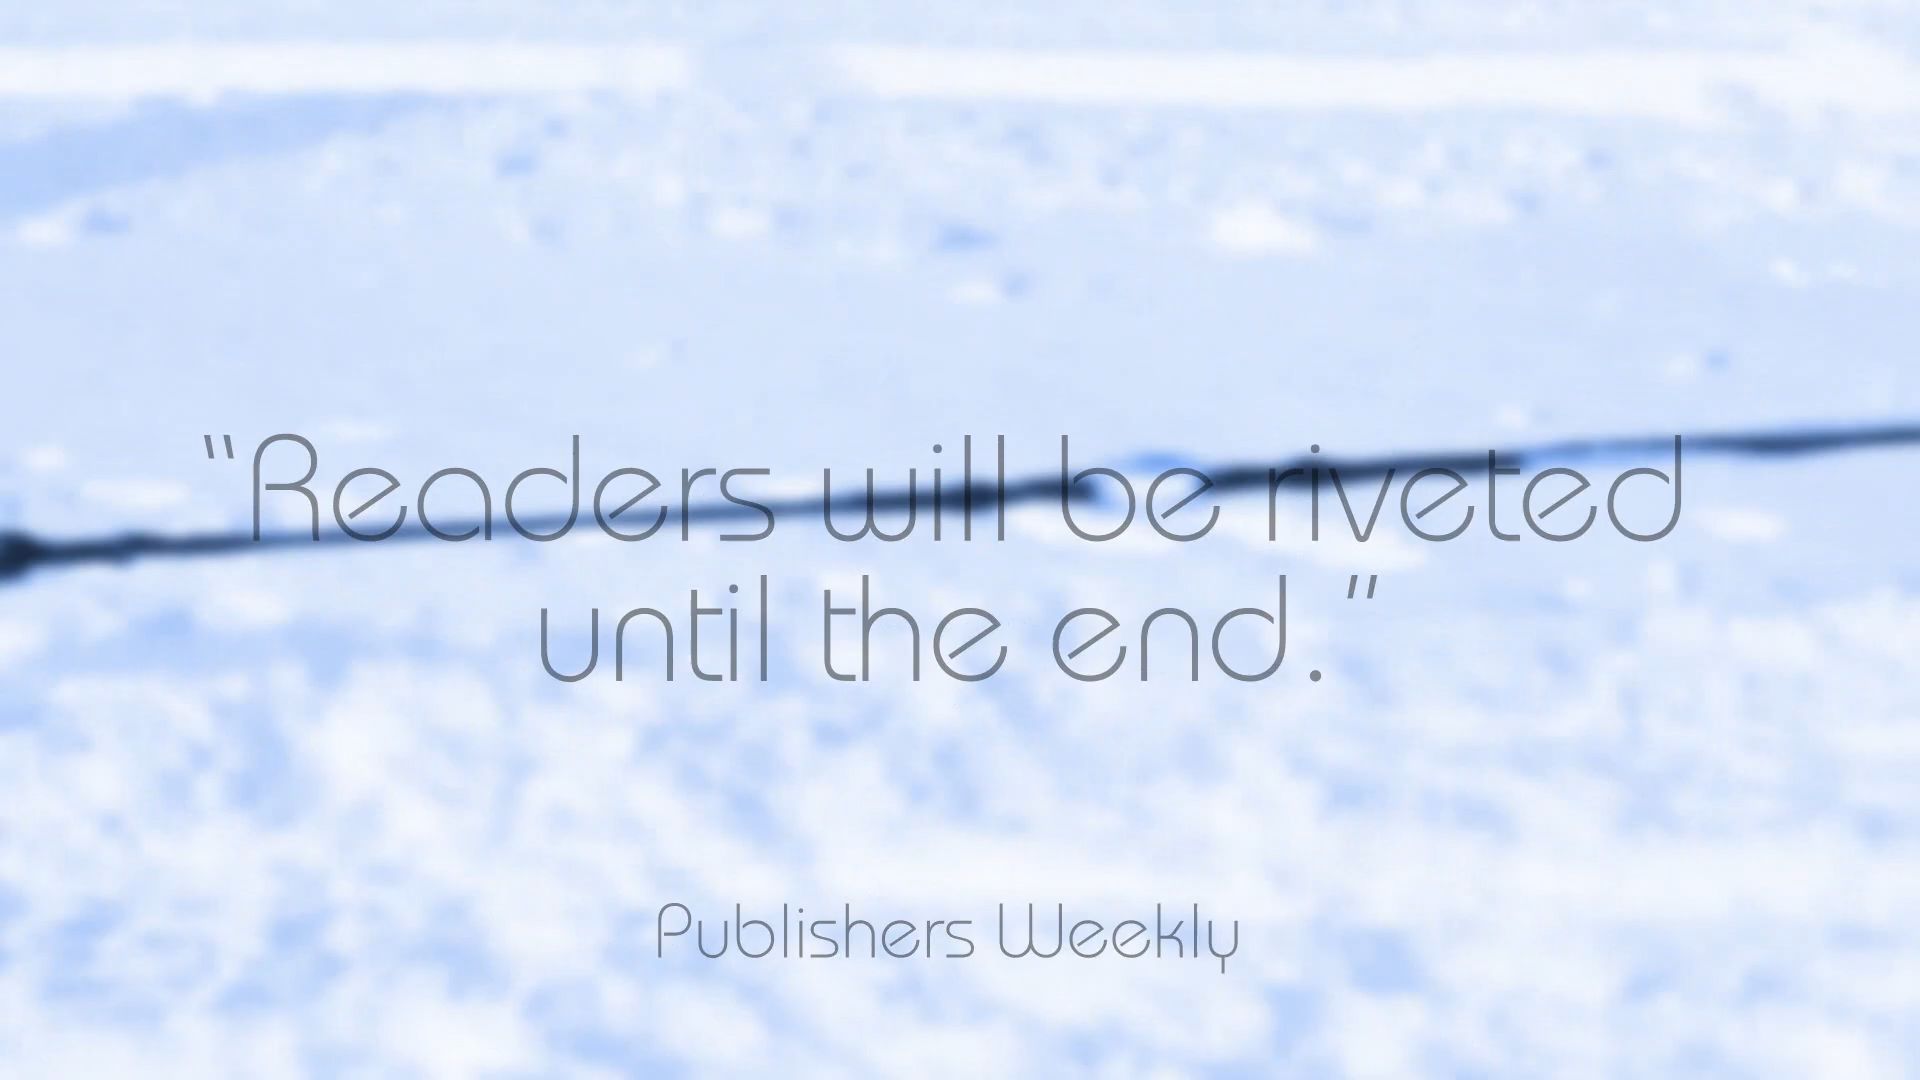 “Readers will be riveted
until the end.”
Publishers Weekly